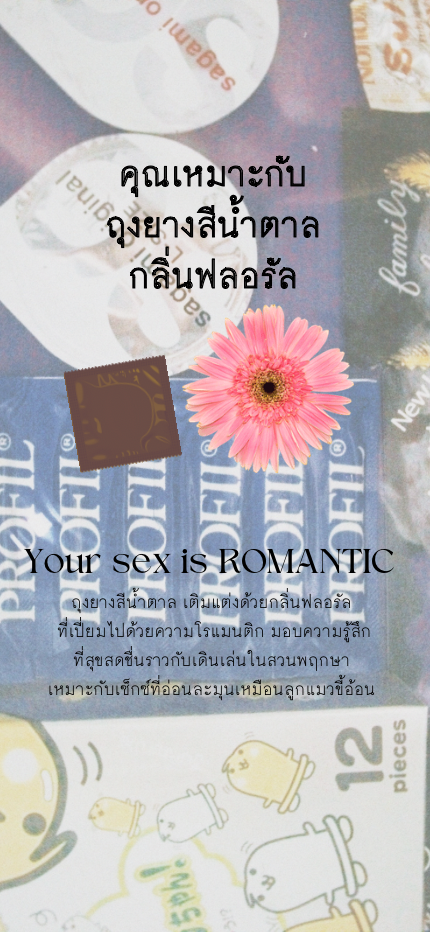 sagami or
sagami original
family
New
คุณเหมาะกับ
ถุงยางสีน้ำตาล
กลิ่นฟลอรัล
PROFIL®
PROFIL®
PROFIL®
PROFIL®
PROFIL®
PROFIL®
Your sex is ROMANTIC
ถุงยางสีน้ำตาล เติมแต่งด้วยกลิ่นฟลอรัล
ที่เปี่ยมไปด้วยความโรแมนติก มอบความรู้สึก
ที่สุขสดชื่นราวกับเดินเล่นในสวนพฤกษา
เหมาะกับเซ็กซ์ที่อ่อนละมุนเหมือนลูกแมวขี้อ้อน
12
pieces